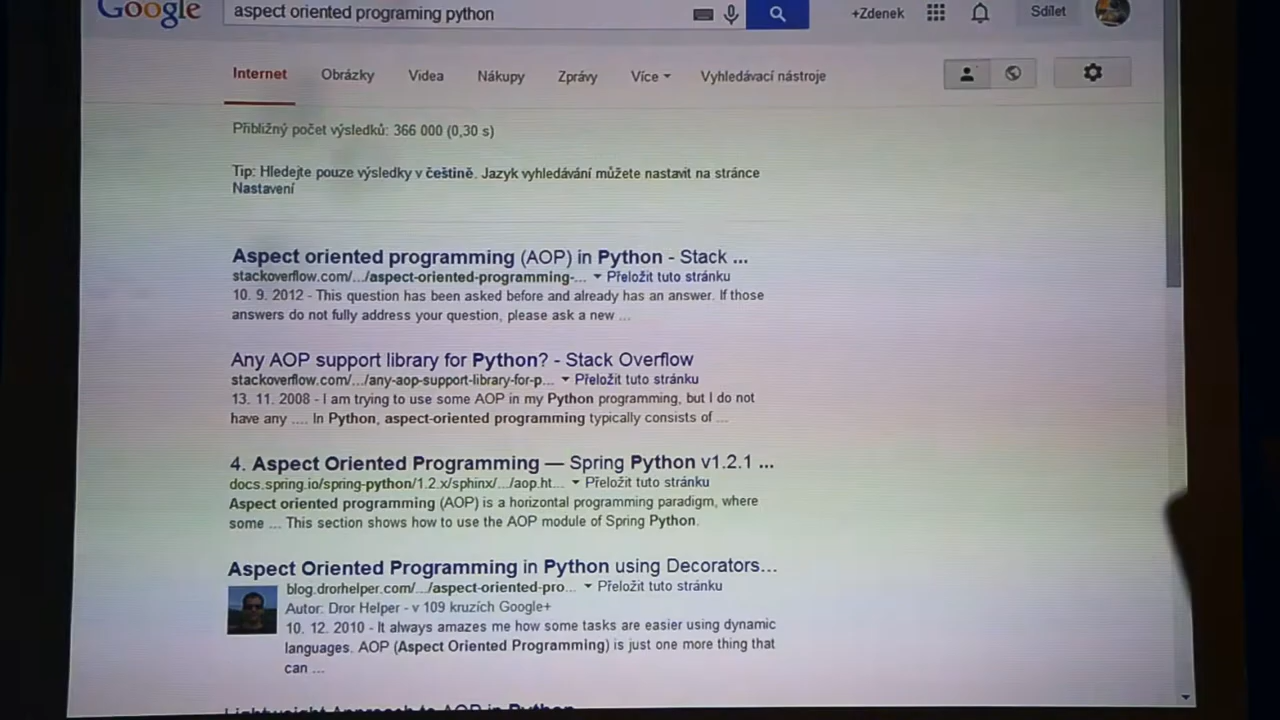 Google
aspect oriented programing python
+Zdenek
Sdílet
Internet Obrázky Videa Nákupy Zprávy Více Vyhledávací nástroje
Přibližný počet výsledků: 366 000 (0,30 s)
Tip: Hledejte pouze výsledky v češtině. Jazyk vyhledávání můžete nastavit na stránce
Nastavení
Aspect oriented programming (AOP) in Python - Stack ...
stackoverflow.com/.../aspect-oriented-programming-... Přeložit tuto stránku
10. 9. 2012 - This question has been asked before and already has an answer. If those
answers do not fully address your question, please ask a new ...
Any AOP support library for Python? - Stack Overflow
stackoverflow.com/.../any-aop-support-library-for-p... Přeložit tuto stránku
13. 11. 2008 - I am trying to use some AOP in my Python programming, but I do not
have any .... In Python, aspect-oriented programming typically consists of ...
4. Aspect Oriented Programming — Spring Python v1.2.1 ...
docs.spring.io/spring-python/1.2.x/sphinx/.../aop.ht... Přeložit tuto stránku
Aspect oriented programming (AOP) is a horizontal programming paradigm, where
some ... This section shows how to use the AOP module of Spring Python.
Aspect Oriented Programming in Python using Decorators...
blog.drorhelper.com/.../aspect-oriented-pro... Přeložit tuto stránku
Autor: Dror Helper - v 109 kruzích Google+
10. 12. 2010 - It always amazes me how some tasks are easier using dynamic
languages. AOP (Aspect Oriented Programming) is just one more thing that
can ...
Lightweight Approach to AOP in Python